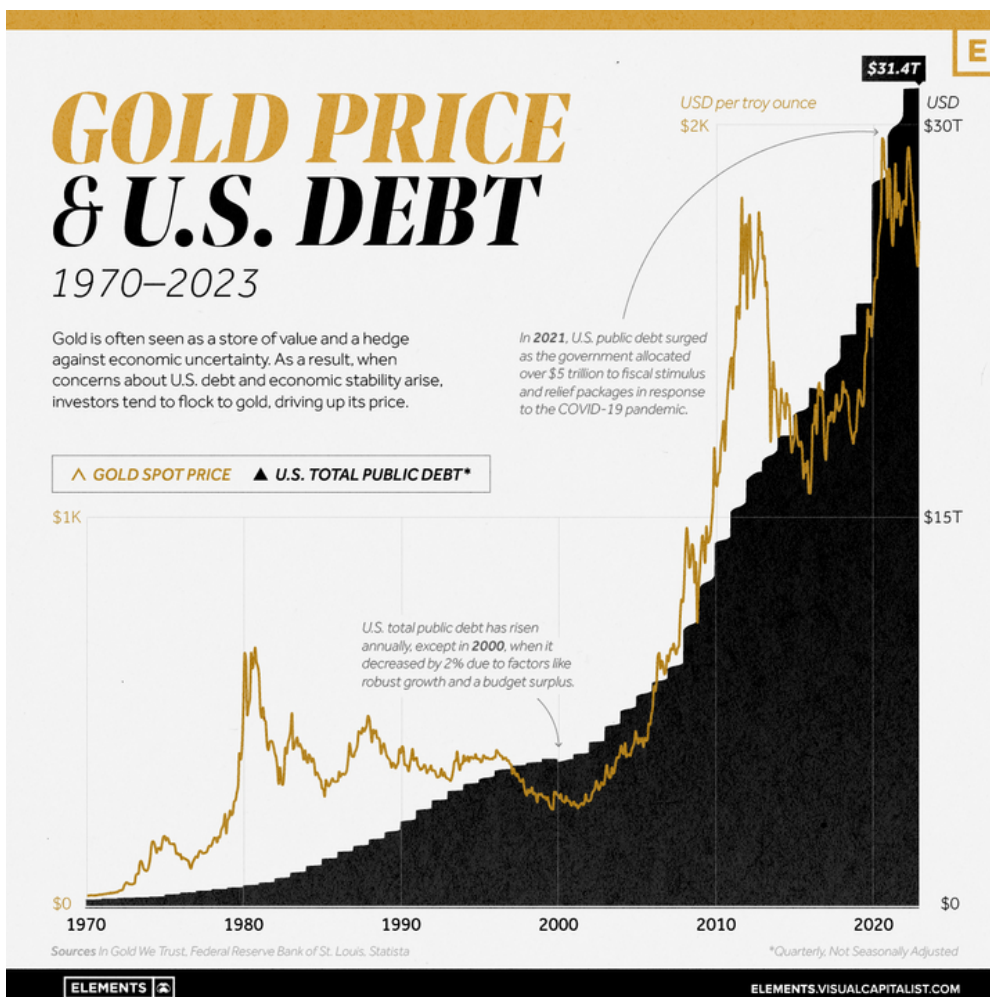 E
$31.4T
GOLD PRICE
& U.S. DEBT
1970–2023
USD per troy ounce
$2K
USD
$30T
Gold is often seen as a store of value and a hedge
against economic uncertainty. As a result, when
concerns about U.S. debt and economic stability arise,
investors tend to flock to gold, driving up its price.
In 2021, U.S. public debt surged
as the government allocated
over $5 trillion to fiscal stimulus
and relief packages in response
to the COVID-19 pandemic.
GOLD SPOT PRICE U.S. TOTAL PUBLIC DEBT*
$1K
$15T
U.S. total public debt has risen
annually, except in 2000, when it
decreased by 2% due to factors like
robust growth and a budget surplus.
$0
$0
1970 1980 1990 2000 2010 2020
Sources In Gold We Trust, Federal Reserve Bank of St. Louis, Statista
*Quarterly, Not Seasonally Adjusted
ELEMENTS
ELEMENTS.VISUALCAPITALIST.COM